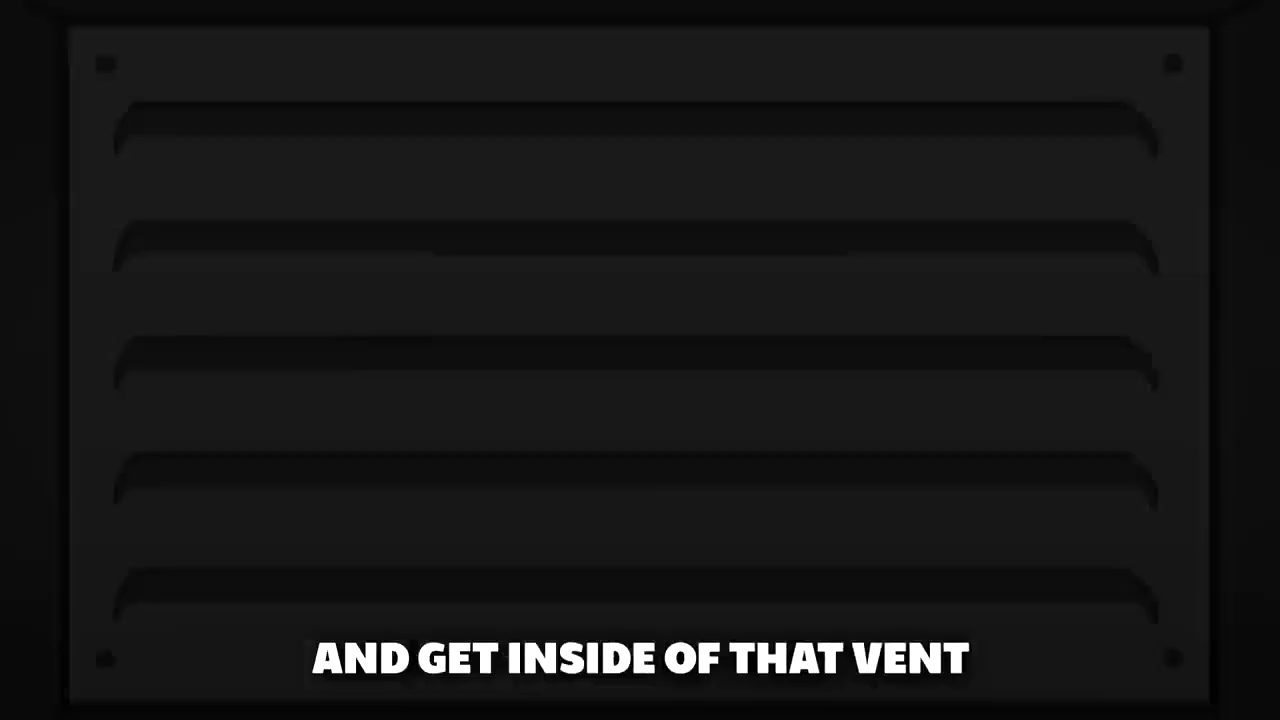 AND GET INSIDE OF THAT VENT